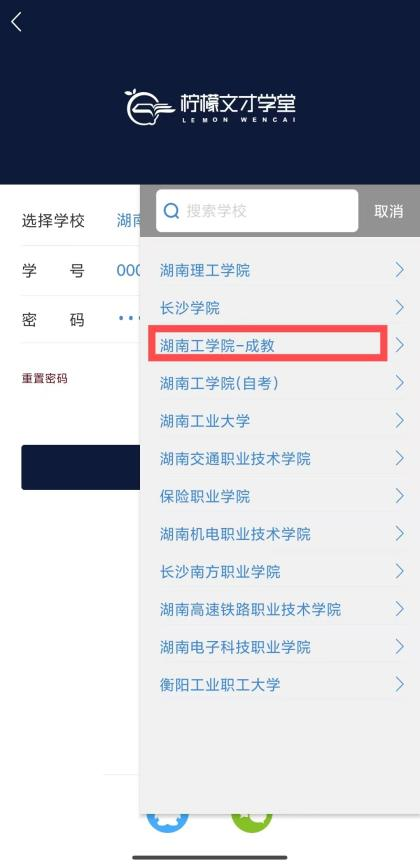 柠檬文才学堂
LEMON WENCAI
搜索学校
取消
选择学校 湖南
学 号 000
密 码 •••
重置密码
湖南理工学院
长沙学院
湖南工学院-成教
湖南工学院(自考)
湖南工业大学
湖南交通职业技术学院
保险职业学院
湖南机电职业技术学院
长沙南方职业学院
湖南高速铁路职业技术学院
湖南电子科技职业学院
衡阳工业职工大学